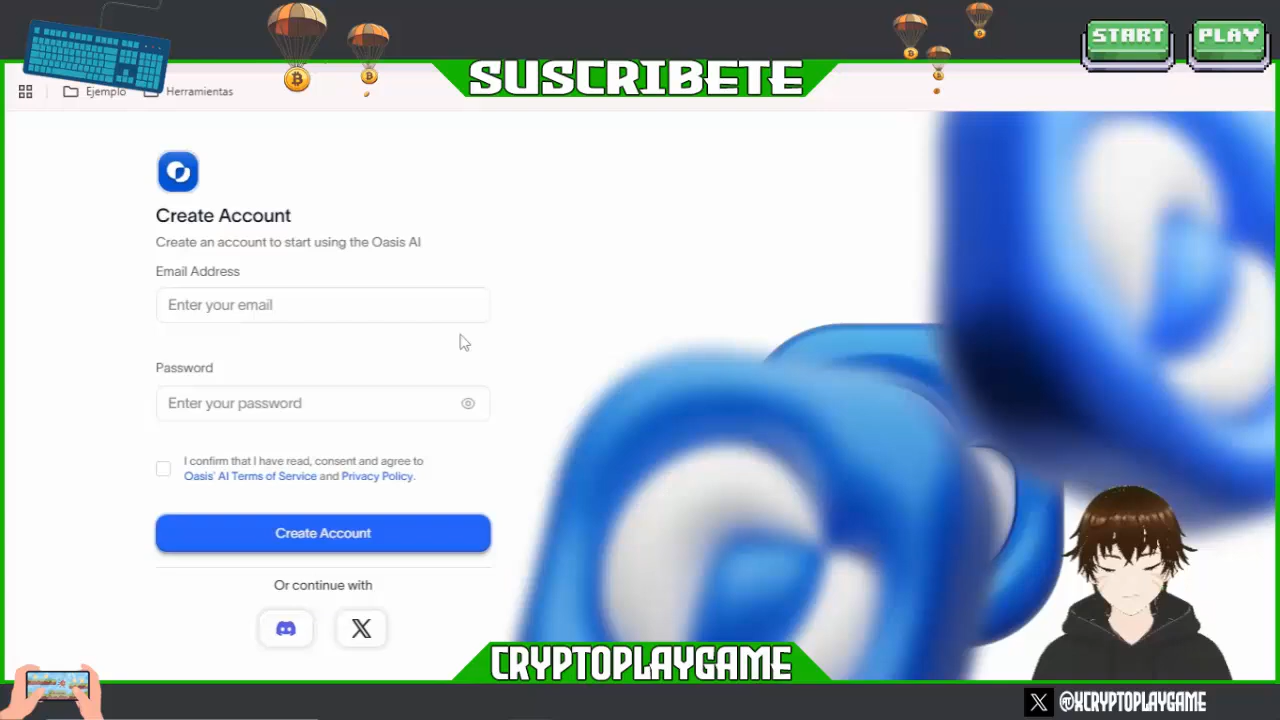 START
PLAY
SUSCRIBETE
Ejemplo
Herramientas
Create Account
Create an account to start using the Oasis AI
Email Address
Enter your email
Password
Enter your password
I confirm that I have read, consent and agree to
Oasis` AI Terms of Service and Privacy Policy.
Create Account
Or continue with
CRYPTOPLAYGAME
@XCRYPTOPLAYGAME